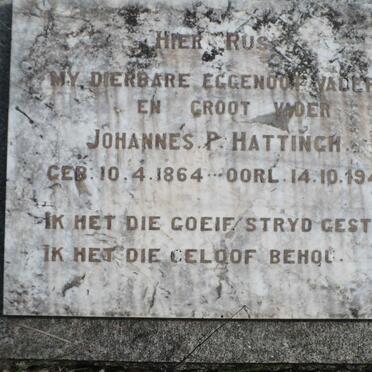 HIER RUS
MY DIERBARE EGGENOOT VADER
EN GROOT VADER
JOHANNES P. HATTINGH.
GEB. 10.4.1864 OORL. 14.10.194
IK HET DIE GOEIE STRYD GEST
IK HET DIE GELOOF BEHOU.